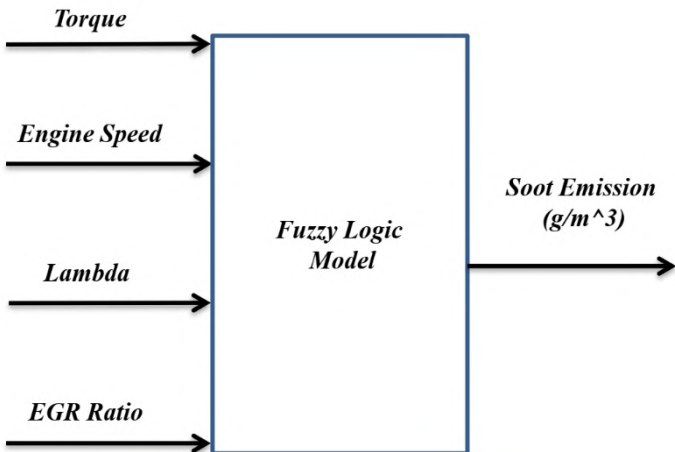 Torque
Engine Speed
Lambda
EGR Ratio
Fuzzy Logic
Model
Soot Emission
(g/m^3)